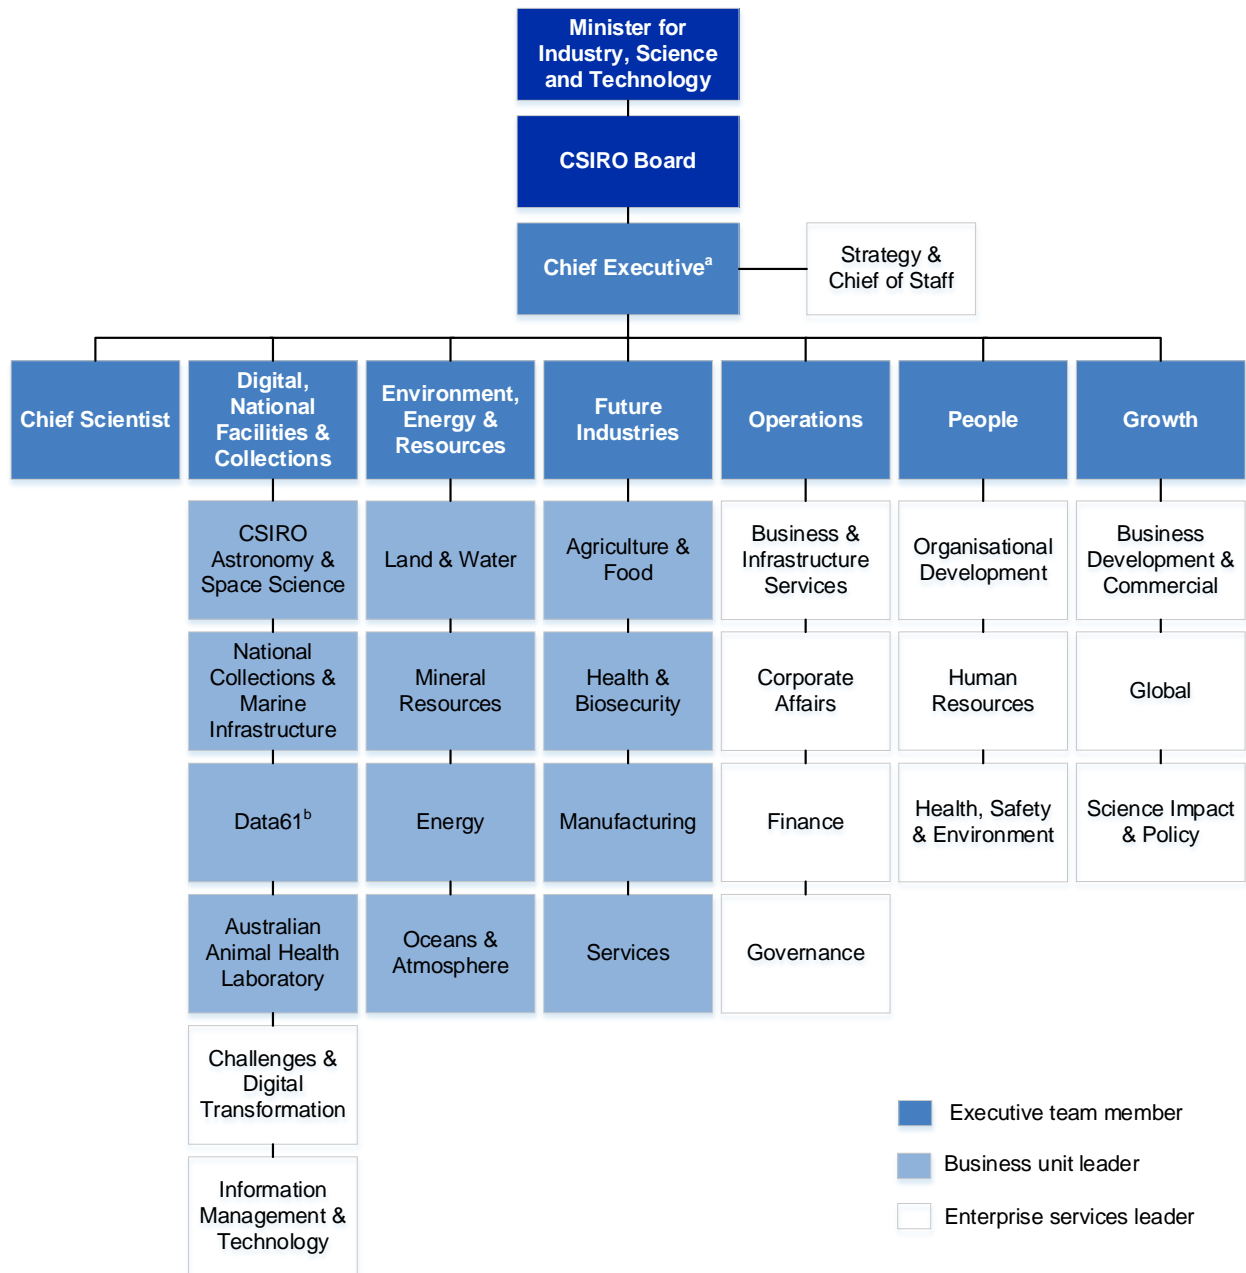 Minister for
Industry, Science
and Technology
CSIRO Board
Chief Executiveᵃ
Strategy &
Chief of Staff
Chief Scientist
Digital,
National
Facilities &
Collections
Environment,
Energy &
Resources
Future
Industries
Operations
People
Growth
CSIRO
Astronomy &
Space Science
Land & Water
Agriculture &
Food
Business &
Infrastructure
Services
Organisational
Development
Business
Development &
Commercial
National
Collections &
Marine
Infrastructure
Mineral
Resources
Health &
Biosecurity
Corporate
Affairs
Human
Resources
Global
Data61ᵇ
Energy
Manufacturing
Finance
Health, Safety
& Environment
Science Impact
& Policy
Australian
Animal Health
Laboratory
Oceans &
Atmosphere
Services
Governance
Challenges &
Digital
Transformation
Information
Management &
Technology
Executive team member
Business unit leader
Enterprise services leader